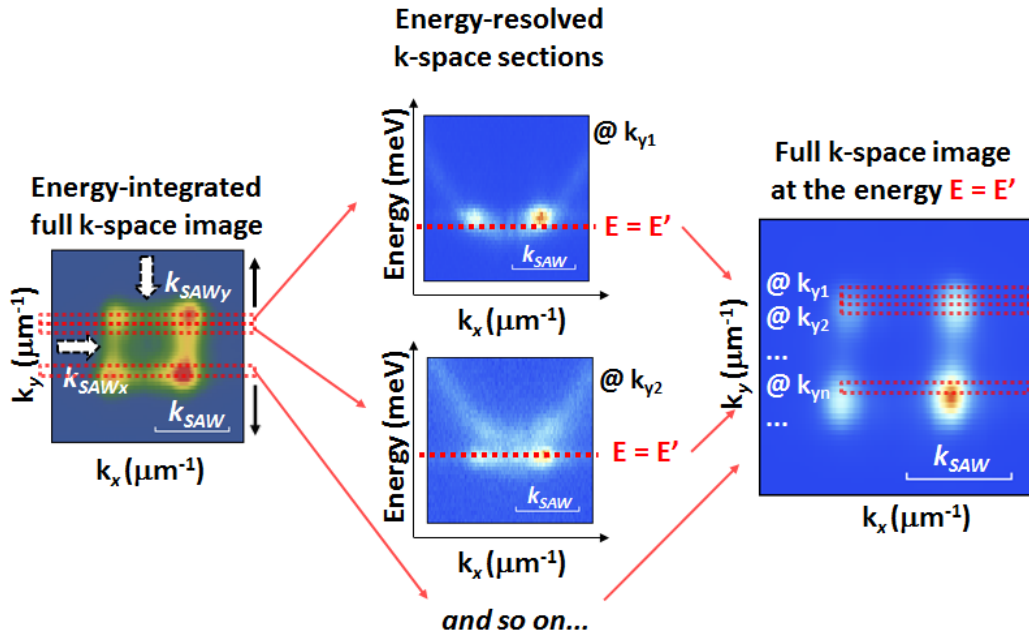 Energy-resolved
k-space sections
Energy-integrated
full k-space image
k_SAWy
k_SAWx
k_SAW
k_y (μm⁻¹)
k_x (μm⁻¹)
Energy (meV)
@ k_y1
E = E’
k_SAW
k_x (μm⁻¹)
Energy (meV)
@ k_y2
E = E’
k_SAW
k_x (μm⁻¹)
and so on...
Full k-space image
at the energy E = E’
@ k_y1
@ k_y2
...
@ k_yn
...
k_SAW
k_y (μm⁻¹)
k_x (μm⁻¹)